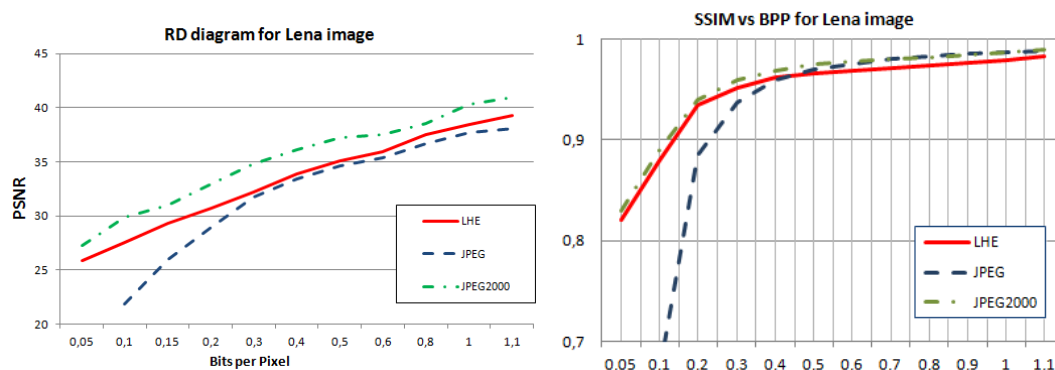 RD diagram for Lena image
45
40
35
30
25
20
PSNR
LHE
JPEG
JPEG2000
0,05 0,1 0,15 0,2 0,3 0,4 0,5 0,6 0,8 1 1,1
Bits per Pixel
SSIM vs BPP for Lena image
1
0,9
0,8
0,7
LHE
JPEG
JPEG2000
0.05 0.1 0.2 0.3 0.4 0.5 0.6 0.7 0.8 0.9 1 1.1